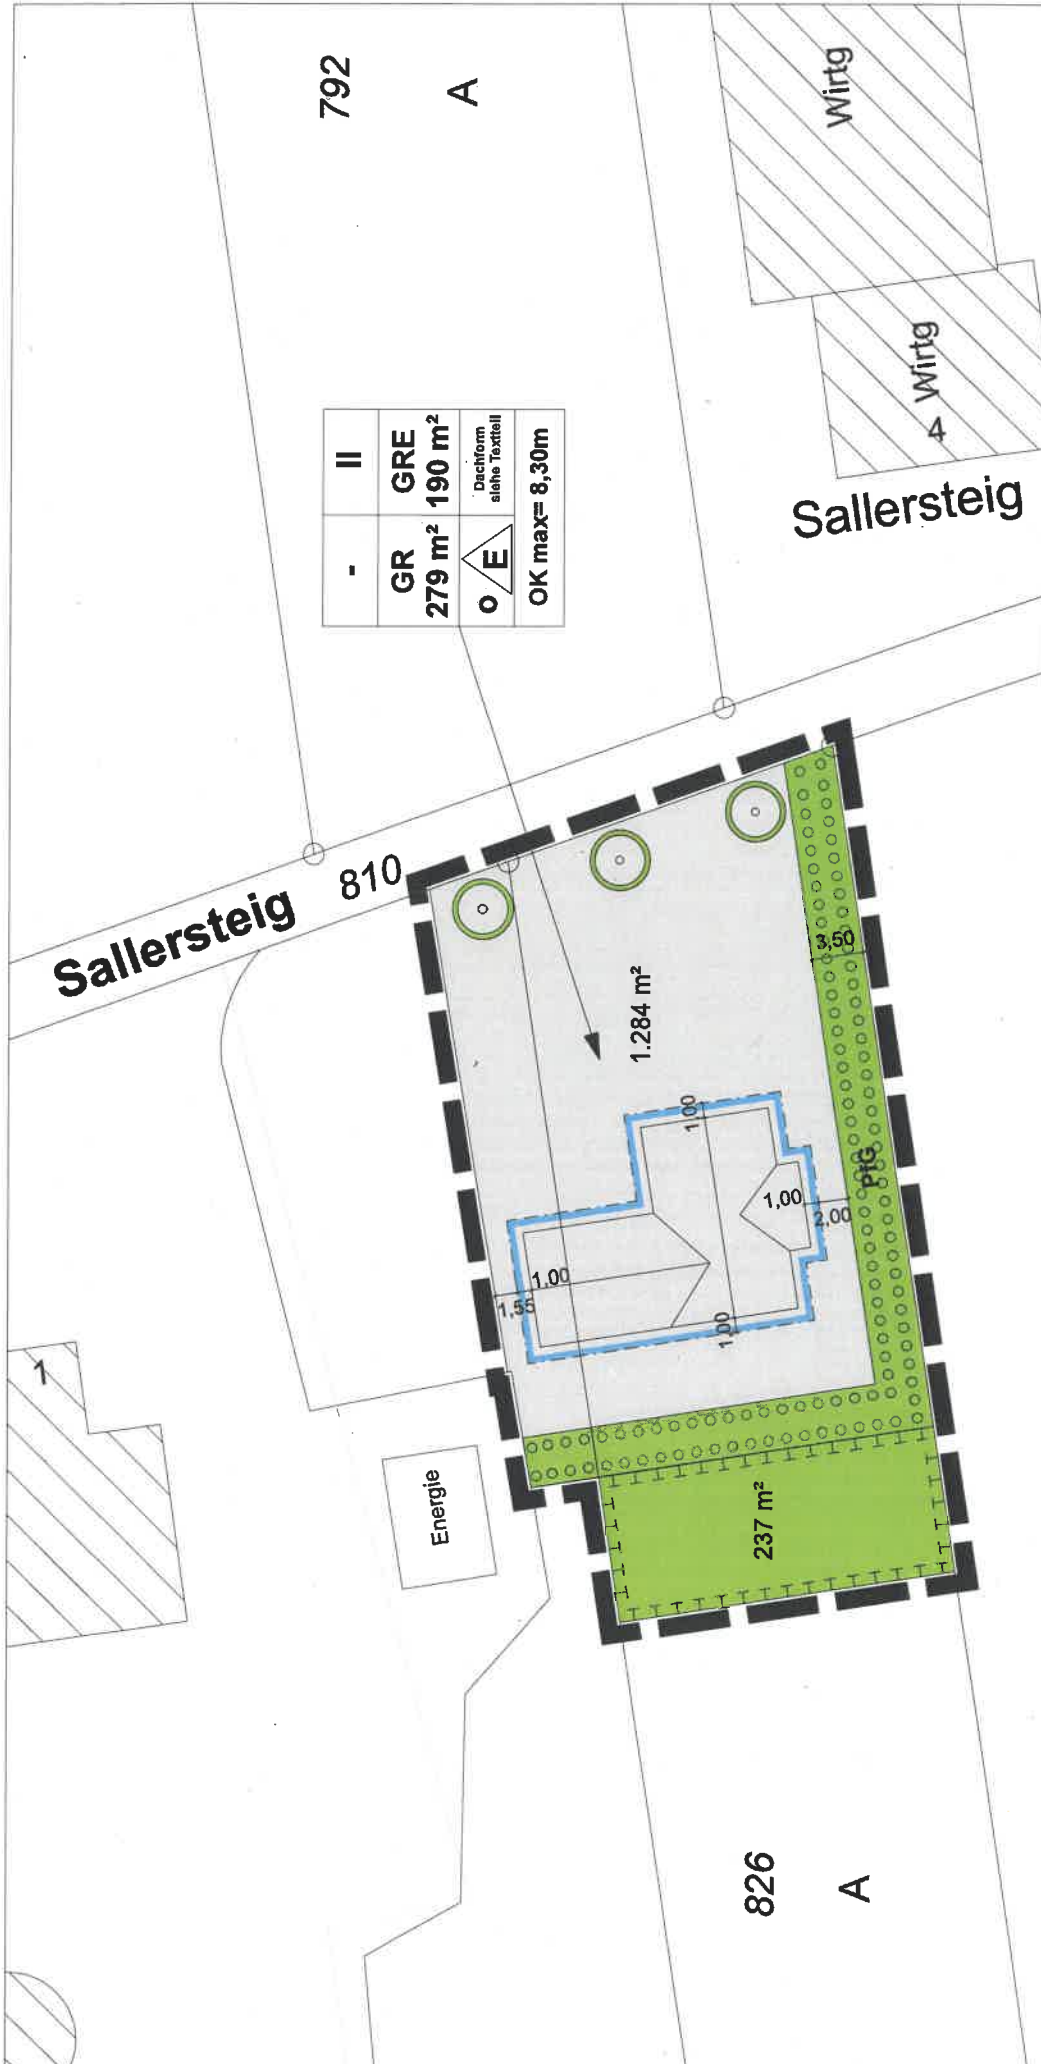 792
A
Wirtg
4 Wirtg
Sallersteig
- II
GR GRE
279 m² 190 m²
o E Dachform
siehe Textteil
OK max= 8,30m
Sallersteig
810
3,50
1.284 m²
1,00
1,00
2,00
PfG
1,00
1,55
1,00
1
Energie
237 m²
826
A